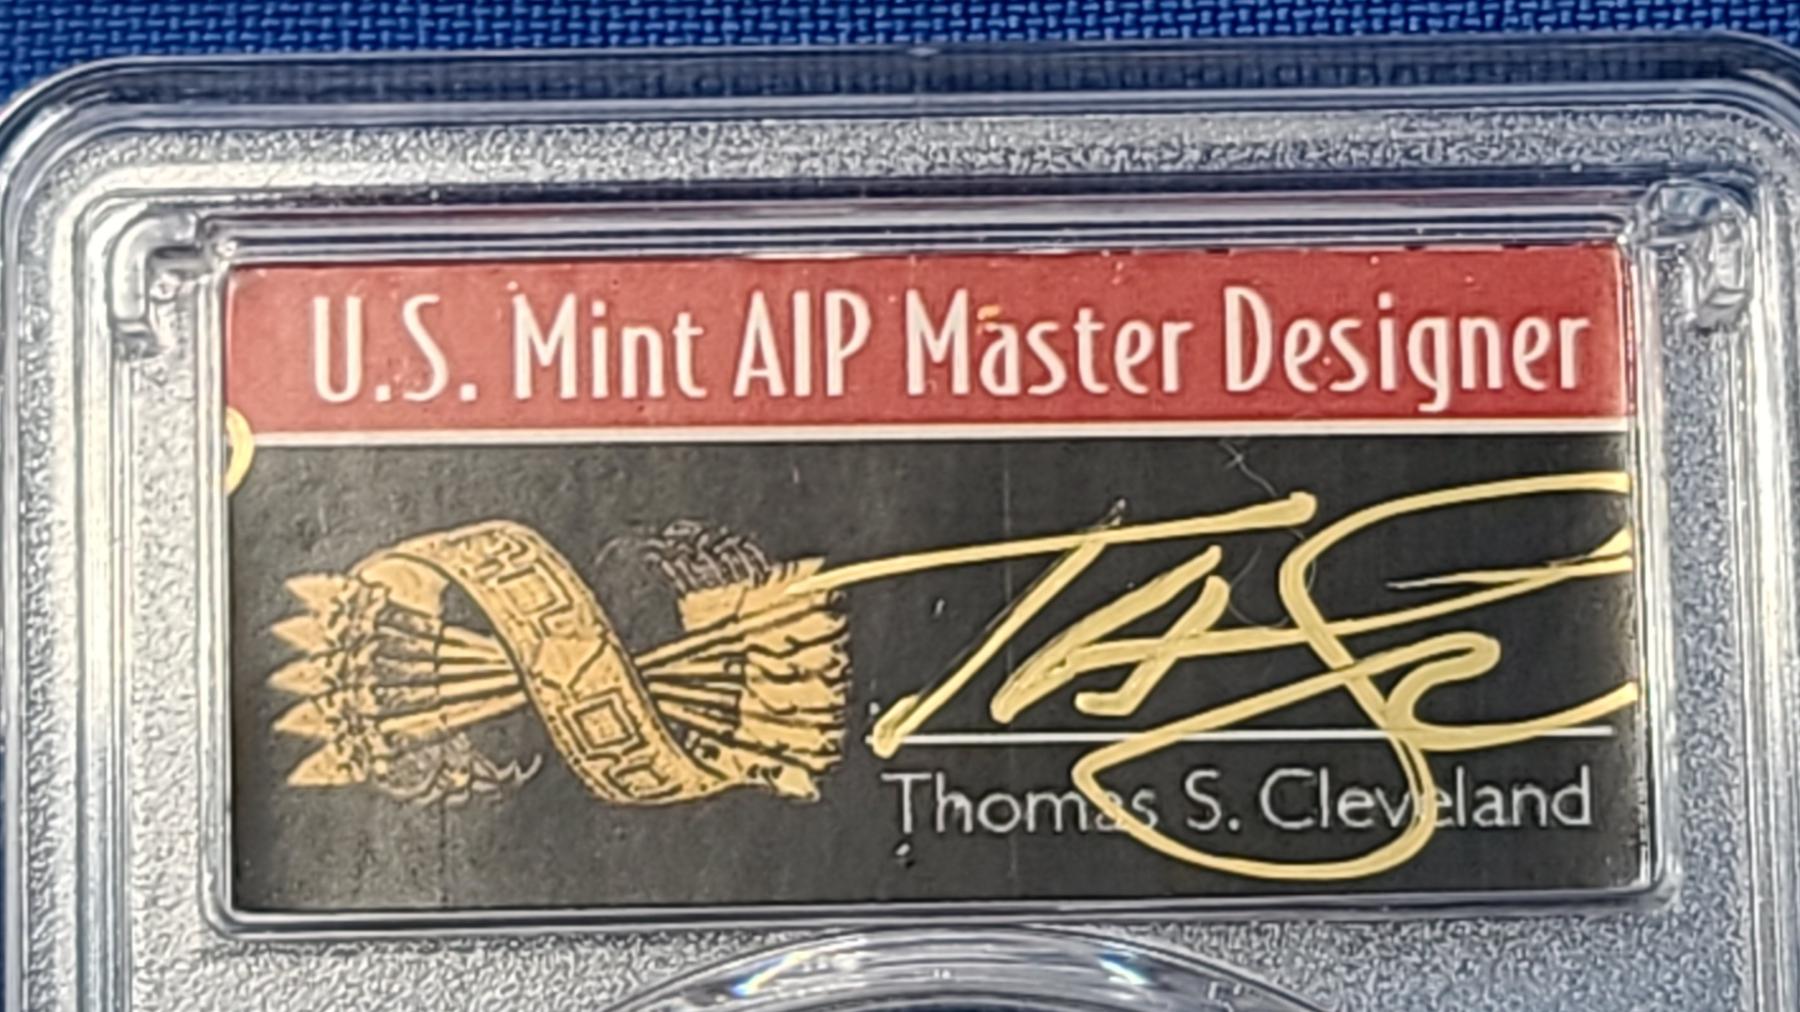 U.S. Mint AIP Master Designer
Thomas S. Cleveland